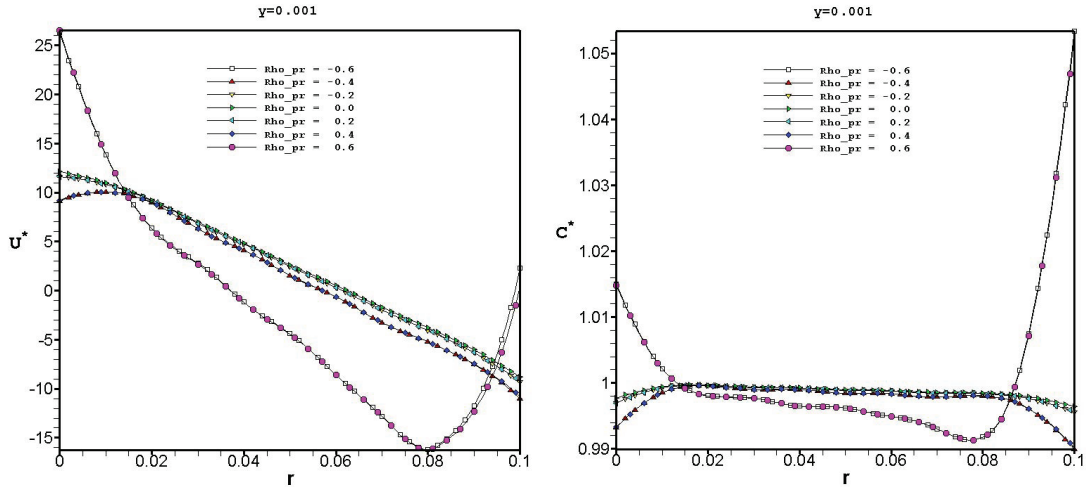 y=0.001
25
20
15
10
5
0
-5
-10
-15
U*
Rho_pr = -0.6
Rho_pr = -0.4
Rho_pr = -0.2
Rho_pr = 0.0
Rho_pr = 0.2
Rho_pr = 0.4
Rho_pr = 0.6
0 0.02 0.04 0.06 0.08 0.1
r
y=0.001
1.05
1.04
1.03
1.02
1.01
1
0.99
C*
Rho_pr = -0.6
Rho_pr = -0.4
Rho_pr = -0.2
Rho_pr = 0.0
Rho_pr = 0.2
Rho_pr = 0.4
Rho_pr = 0.6
0 0.02 0.04 0.06 0.08 0.1
r